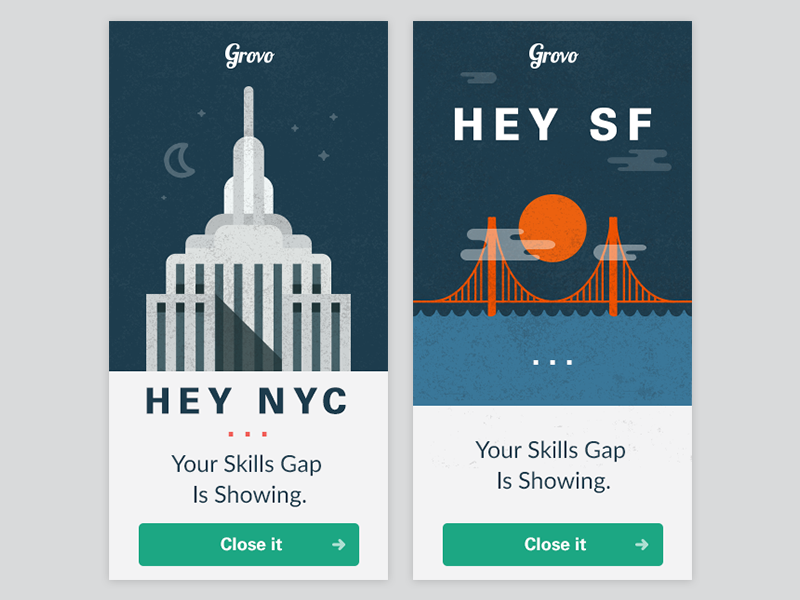 Grovo
HEY NYC
...
Your Skills Gap
Is Showing.
Close it
Grovo
HEY SF
...
Your Skills Gap
Is Showing.
Close it